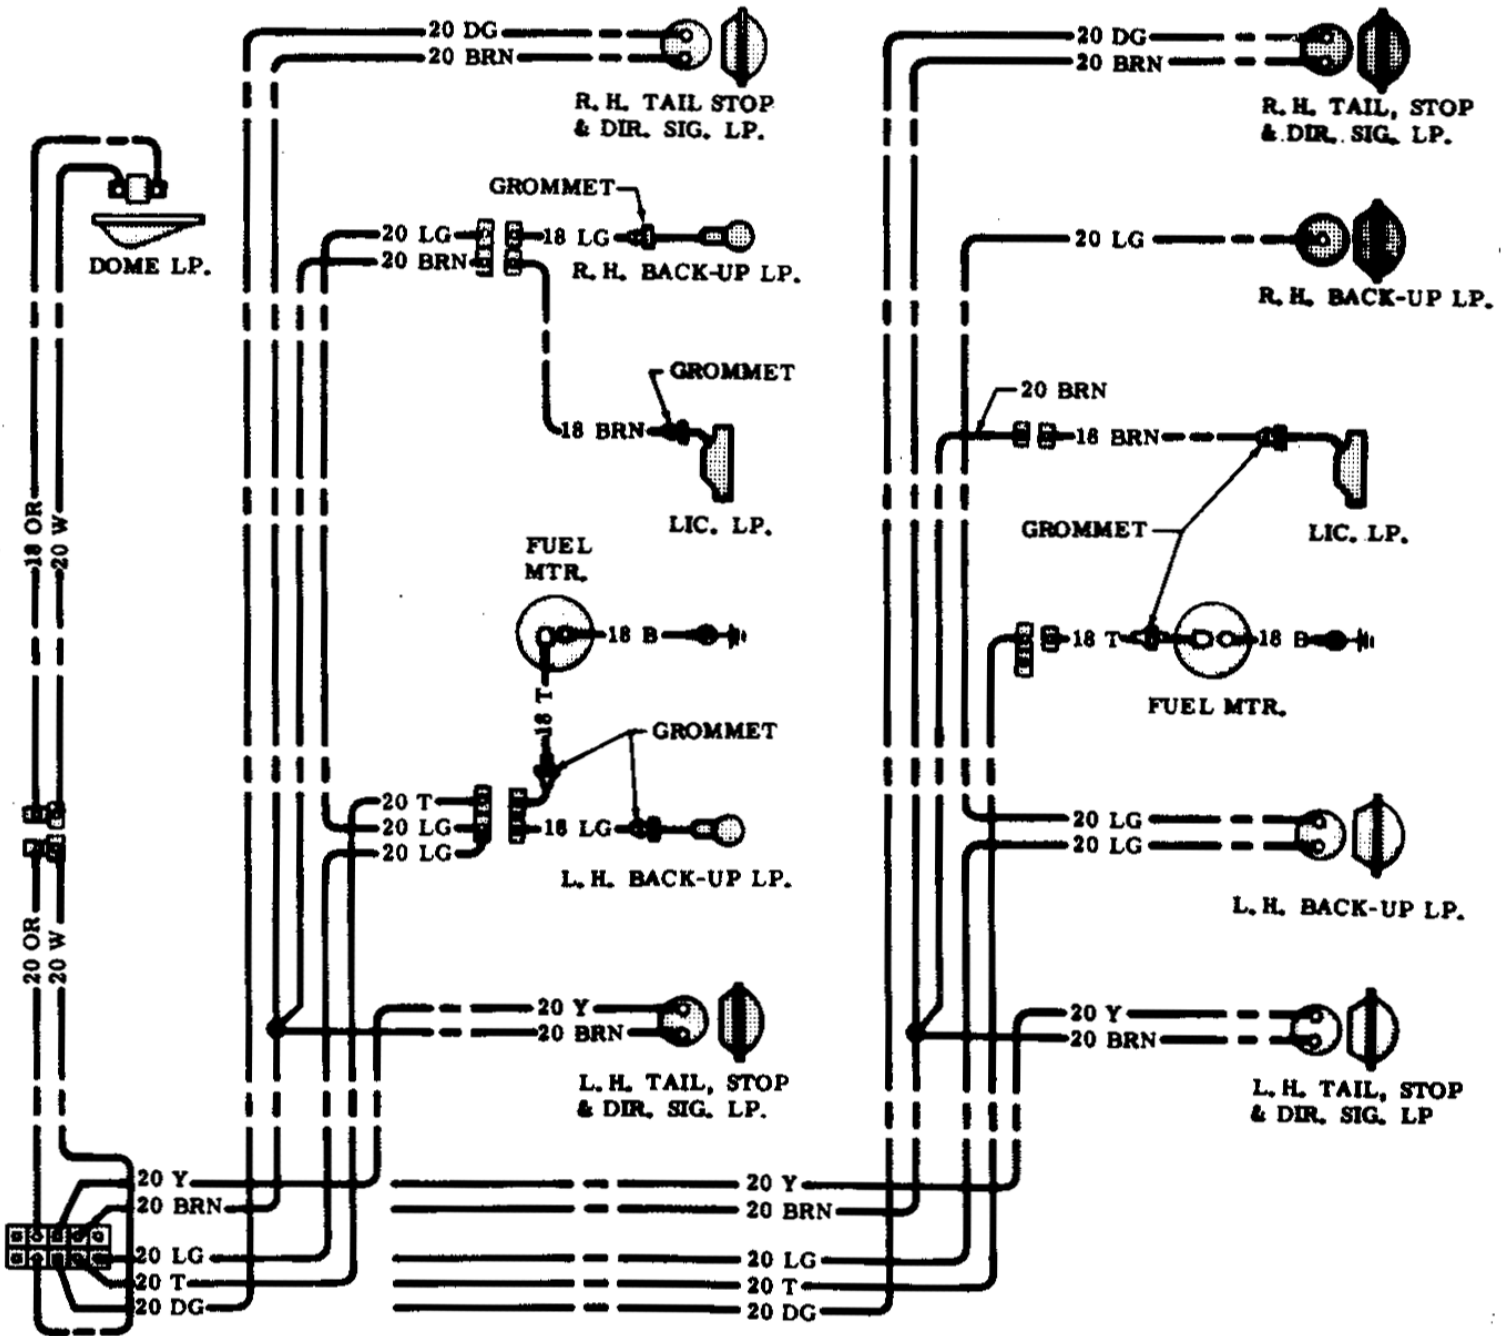 20 DG
20 BRN
R. H. TAIL STOP
& DIR. SIG. LP.
DOME LP.
GROMMET
20 LG
18 LG
20 BRN
R. H. BACK-UP LP.
GROMMET
18 BRN
LIC. LP.
18 OR
20 W
FUEL
MTR.
18 B
18 T
GROMMET
20 T
20 LG
18 LG
20 LG
L. H. BACK-UP LP.
20 OR
20 W
20 Y
20 BRN
L. H. TAIL, STOP
& DIR. SIG. LP.
20 Y
20 BRN
20 LG
20 T
20 DG
20 DG
20 BRN
R. H. TAIL, STOP
& DIR. SIG. LP.
20 LG
R. H. BACK-UP LP.
20 BRN
18 BRN
GROMMET
LIC. LP.
18 T
18 B
FUEL MTR.
20 LG
20 LG
L. H. BACK-UP LP.
20 Y
20 BRN
L. H. TAIL, STOP
& DIR. SIG. LP
20 Y
20 BRN
20 LG
20 T
20 DG